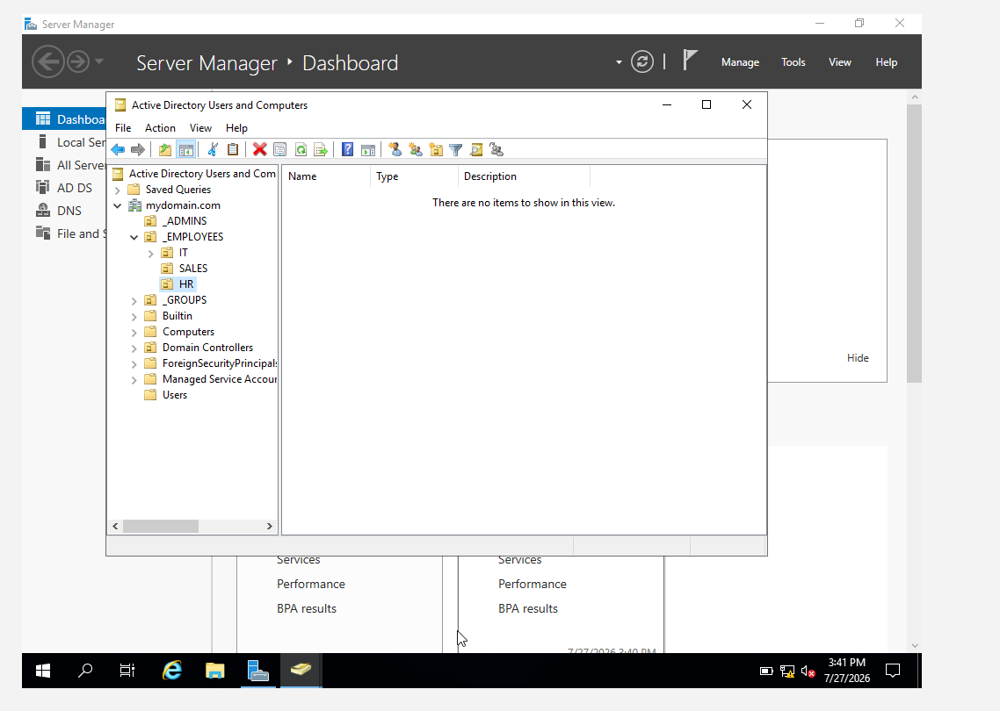 Server Manager
Server Manager ‣ Dashboard
Manage Tools View Help
Dashboa
Local Ser
All Serve
AD DS
DNS
File and S
Active Directory Users and Computers
File Action View Help
Active Directory Users and Com
Saved Queries
mydomain.com
_ADMINS
_EMPLOYEES
IT
SALES
HR
_GROUPS
Builtin
Computers
Domain Controllers
ForeignSecurityPrincipals
Managed Service Accour
Users
Name Type Description
There are no items to show in this view.
Hide
Services
Performance
BPA results
Services
Performance
BPA results
7/27/2026 3:40 PM
3:41 PM
7/27/2026